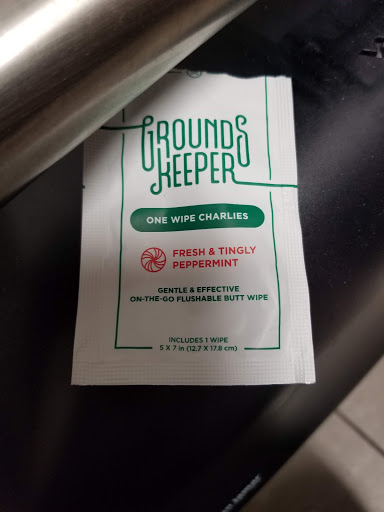 GROUNDS
KEEPER
ONE WIPE CHARLIES
FRESH & TINGLY
PEPPERMINT
GENTLE & EFFECTIVE
ON-THE-GO FLUSHABLE BUTT WIPE
INCLUDES 1 WIPE
5 X 7 in (12.7 X 17.8 cm)